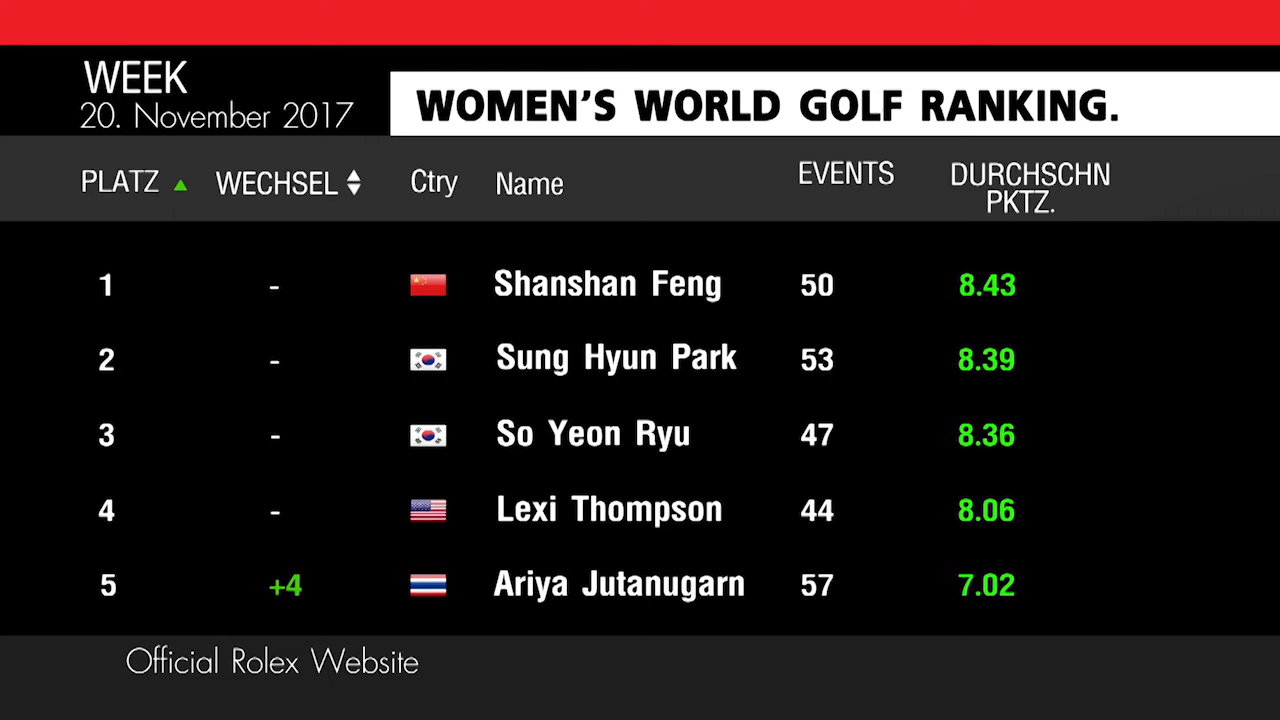 WEEK
20. November 2017
WOMEN'S WORLD GOLF RANKING.
PLATZ WECHSEL Ctry Name EVENTS DURCHSCHN PKTZ.
1 - Shanshan Feng 50 8.43
2 - Sung Hyun Park 53 8.39
3 - So Yeon Ryu 47 8.36
4 - Lexi Thompson 44 8.06
5 +4 Ariya Jutanugarn 57 7.02
Official Rolex Website